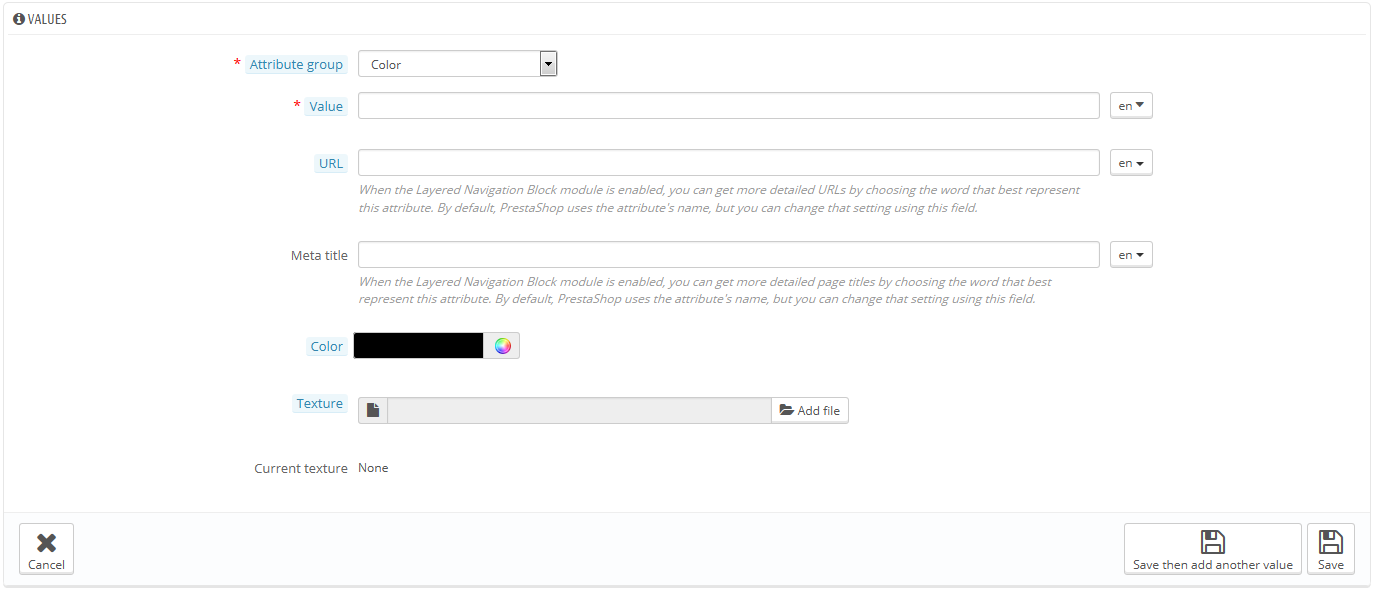 VALUES
* Attribute group Color
* Value en
URL en
When the Layered Navigation Block module is enabled, you can get more detailed URLs by choosing the word that best represent
this attribute. By default, PrestaShop uses the attribute's name, but you can change that setting using this field.
Meta title en
When the Layered Navigation Block module is enabled, you can get more detailed page titles by choosing the word that best
represent this attribute. By default, PrestaShop uses the attribute's name, but you can change that setting using this field.
Color
Texture Add file
Current texture None
Cancel Save then add another value Save